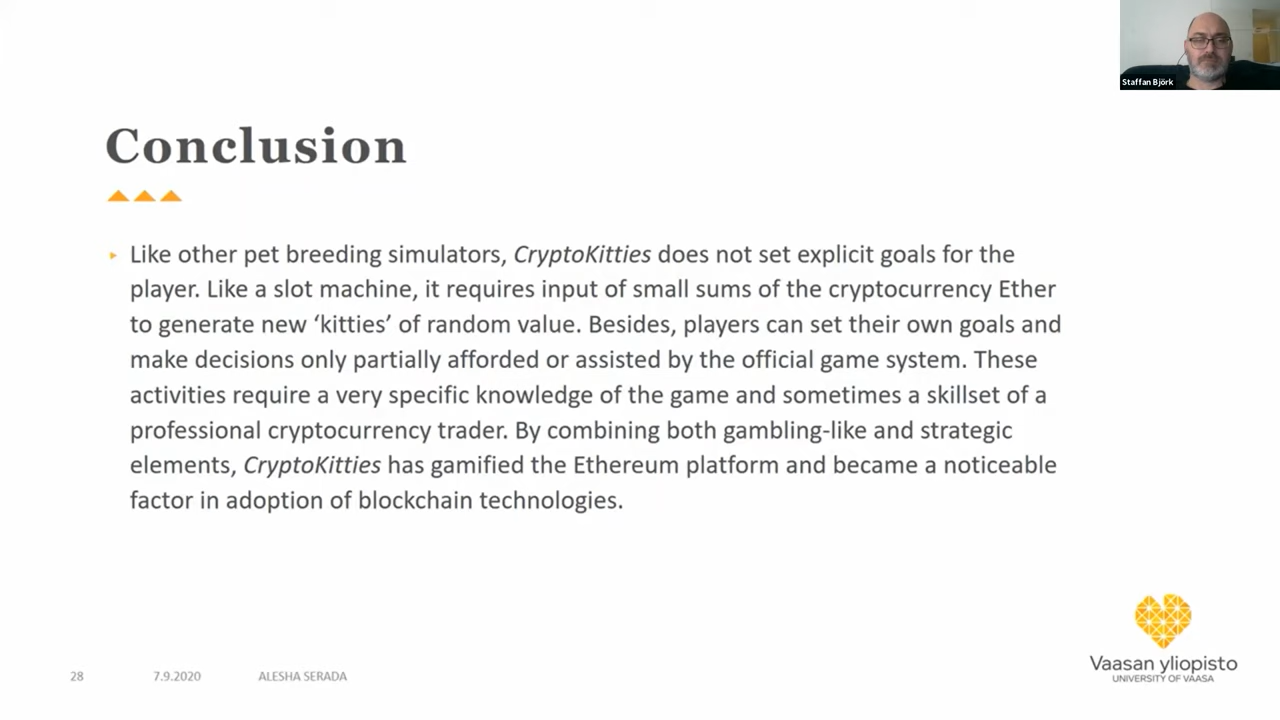 Staffan Björk
Conclusion
Like other pet breeding simulators, CryptoKitties does not set explicit goals for the
player. Like a slot machine, it requires input of small sums of the cryptocurrency Ether
to generate new ‘kitties’ of random value. Besides, players can set their own goals and
make decisions only partially afforded or assisted by the official game system. These
activities require a very specific knowledge of the game and sometimes a skillset of a
professional cryptocurrency trader. By combining both gambling-like and strategic
elements, CryptoKitties has gamified the Ethereum platform and became a noticeable
factor in adoption of blockchain technologies.
Vaasan yliopisto
UNIVERSITY OF VAASA
28 7.9.2020 ALESHA SERADA